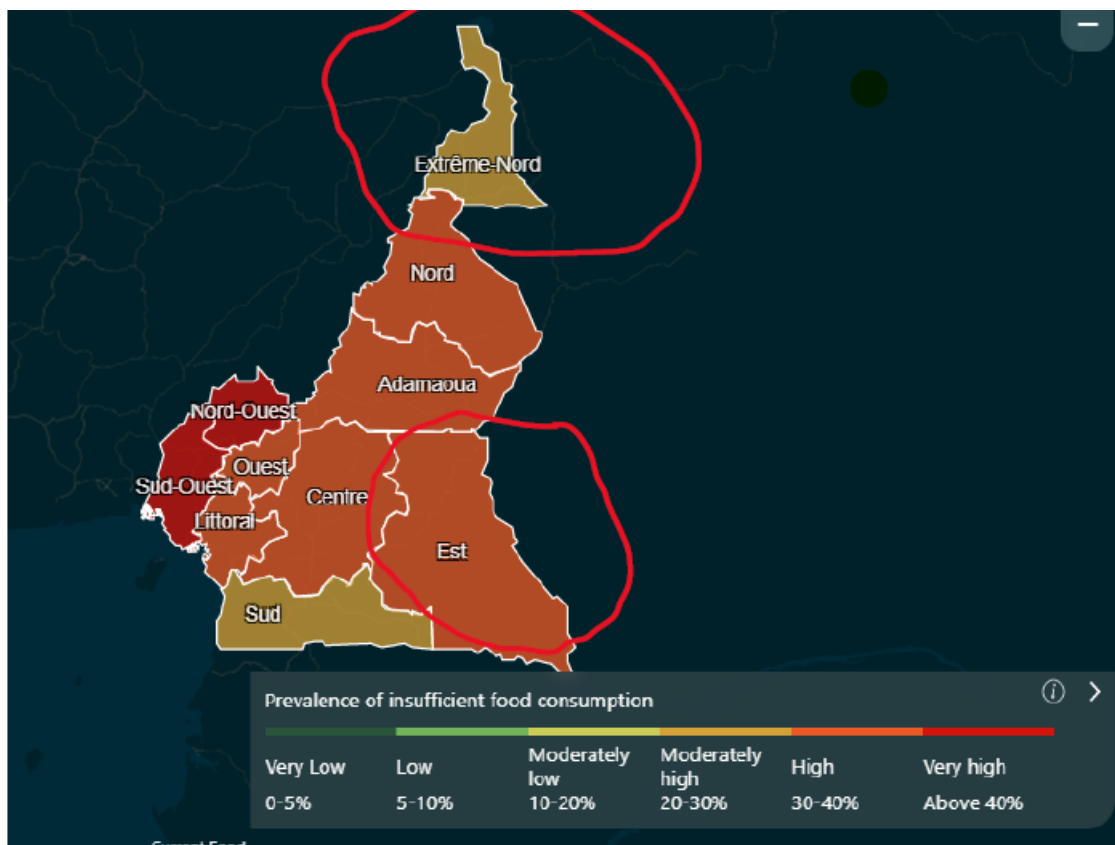 Extrême-Nord
Nord
Adamaoua
Nord-Ouest
Ouest
Sud-Ouest
Centre
Littoral
Est
Sud
Prevalence of insufficient food consumption
Very Low
0-5%
Low
5-10%
Moderately
low
10-20%
Moderately
high
20-30%
High
30-40%
Very high
Above 40%